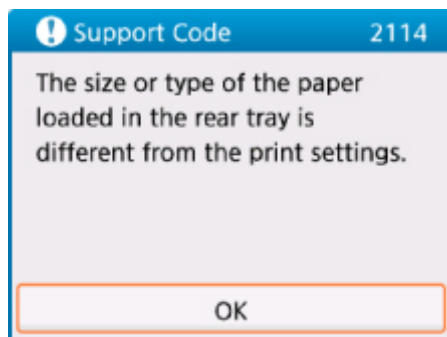 Support Code 2114
The size or type of the paper
loaded in the rear tray is
different from the print settings.
OK